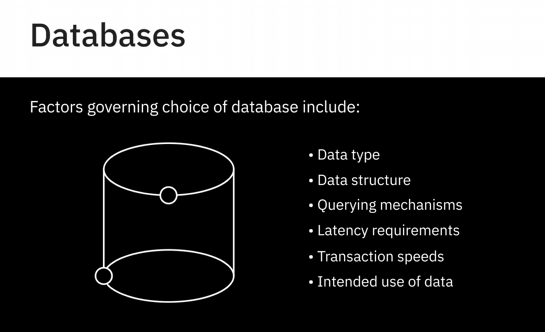 Databases
Factors governing choice of database include:
• Data type
• Data structure
• Querying mechanisms
• Latency requirements
• Transaction speeds
• Intended use of data